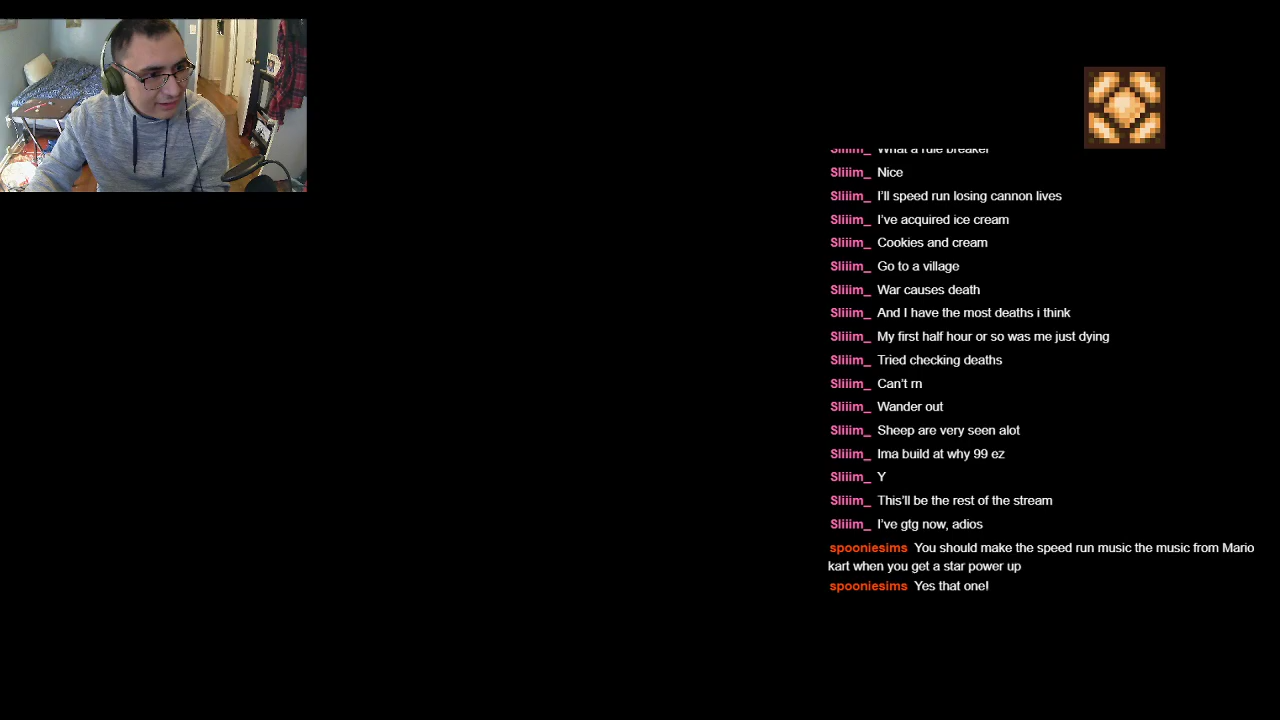 Sliiim_ What a rule breaker
Sliiim_ Nice
Sliiim_ I'll speed run losing cannon lives
Sliiim_ I've acquired ice cream
Sliiim_ Cookies and cream
Sliiim_ Go to a village
Sliiim_ War causes death
Sliiim_ And I have the most deaths i think
Sliiim_ My first half hour or so was me just dying
Sliiim_ Tried checking deaths
Sliiim_ Can't rn
Sliiim_ Wander out
Sliiim_ Sheep are very seen alot
Sliiim_ Ima build at why 99 ez
Sliiim_ Y
Sliiim_ This'll be the rest of the stream
Sliiim_ I've gtg now, adios
spooniesims You should make the speed run music the music from Mario
kart when you get a star power up
spooniesims Yes that one!